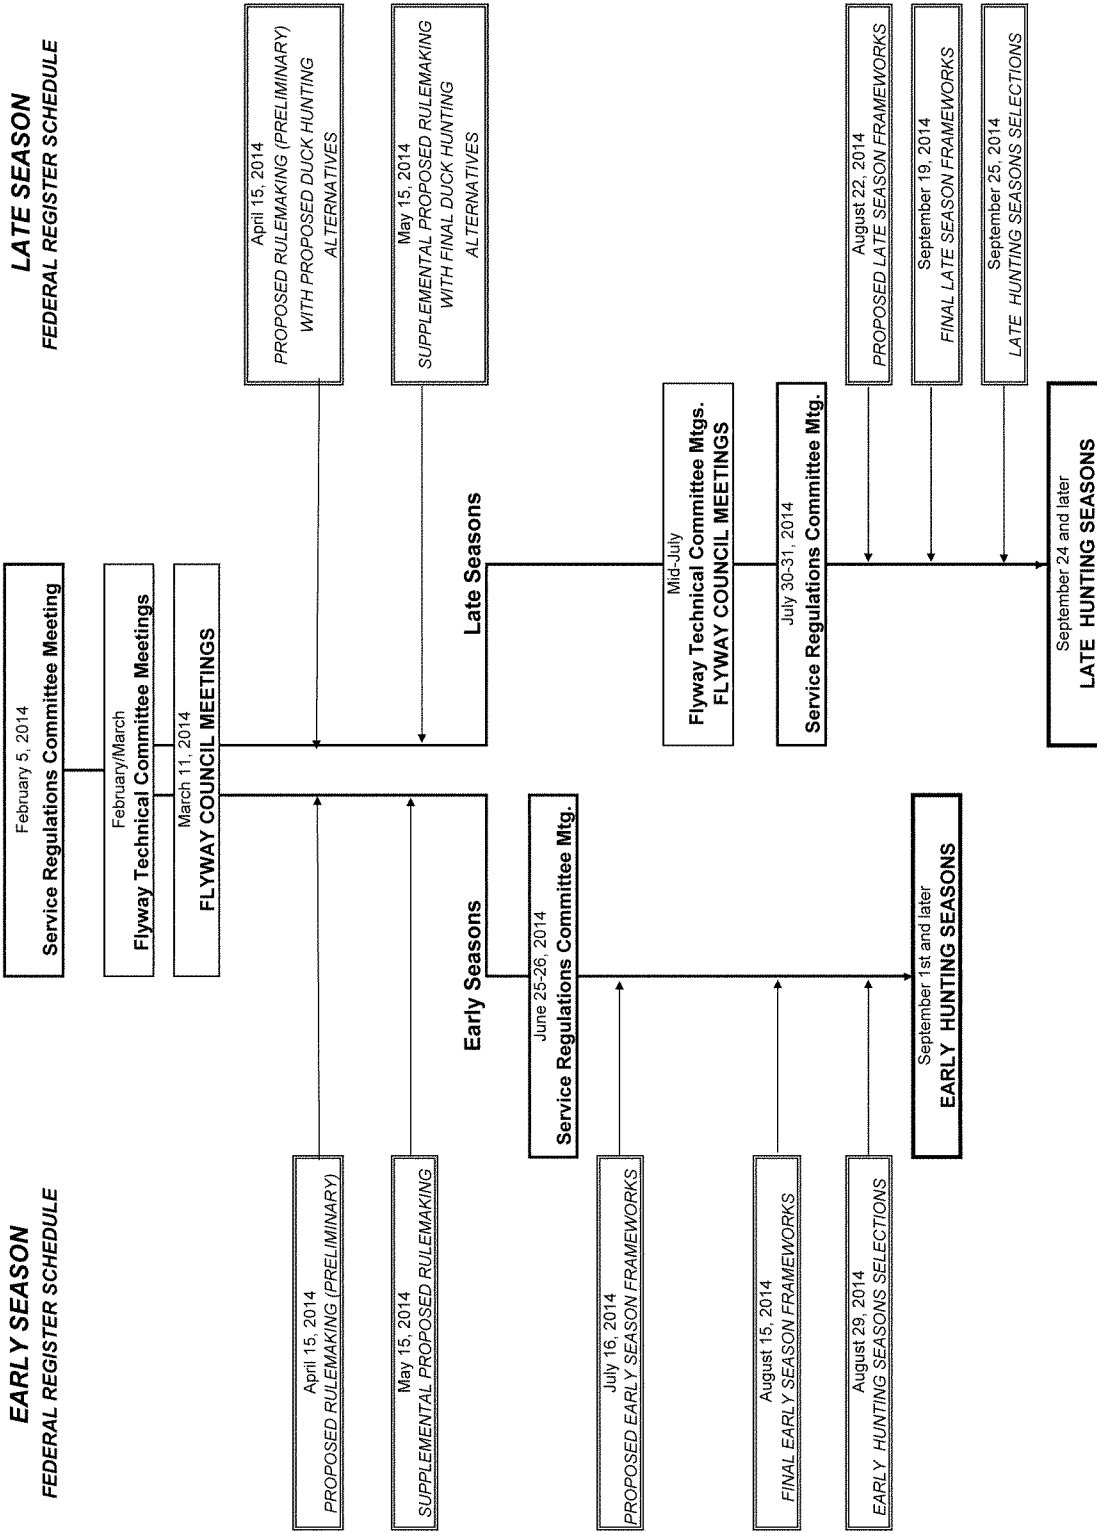 EARLY SEASON
FEDERAL REGISTER SCHEDULE
LATE SEASON
FEDERAL REGISTER SCHEDULE
February 5, 2014
Service Regulations Committee Meeting
February/March
Flyway Technical Committee Meetings
March 11, 2014
FLYWAY COUNCIL MEETINGS
April 15, 2014
PROPOSED RULEMAKING (PRELIMINARY)
April 15, 2014
PROPOSED RULEMAKING (PRELIMINARY)
WITH PROPOSED DUCK HUNTING
ALTERNATIVES
May 15, 2014
SUPPLEMENTAL PROPOSED RULEMAKING
May 15, 2014
SUPPLEMENTAL PROPOSED RULEMAKING
WITH FINAL DUCK HUNTING
ALTERNATIVES
Early Seasons
Late Seasons
June 25-26, 2014
Service Regulations Committee Mtg.
July 16, 2014
PROPOSED EARLY SEASON FRAMEWORKS
Mid-July
Flyway Technical Committee Mtgs.
FLYWAY COUNCIL MEETINGS
August 15, 2014
FINAL EARLY SEASON FRAMEWORKS
July 30-31, 2014
Service Regulations Committee Mtg.
August 29, 2014
EARLY HUNTING SEASONS SELECTIONS
August 22, 2014
PROPOSED LATE SEASON FRAMEWORKS
September 1st and later
EARLY HUNTING SEASONS
September 19, 2014
FINAL LATE SEASON FRAMEWORKS
September 25, 2014
LATE HUNTING SEASONS SELECTIONS
September 24 and later
LATE HUNTING SEASONS